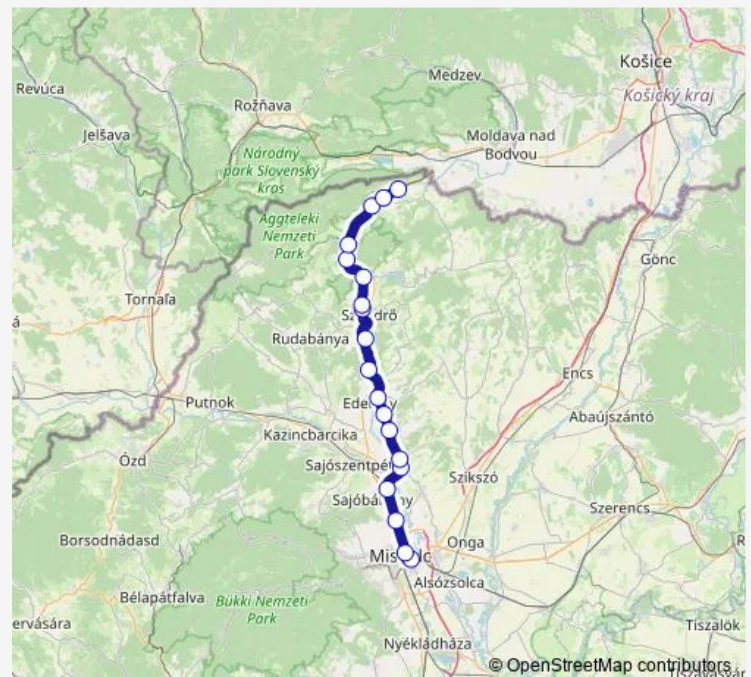 Košice
Medzev
Revúca
Košický kraj
Rožňava
Jelšava
Moldava nad
Bodvou
Národný
park Slovenský
kras
Aggteleki
Nemzeti
Park
Gönc
Tornaľa
Rudabánya
Encs
Putnok
Abaújszántó
Kazincbarcika
Ózd
Szikszó
Szerencs
Borsodnádasd
Onga
Alsózsolca
Bélapátfalva
Bükki Nemzeti
Park
ervására
Tiszalök
Nyékládháza
© OpenStreetMap contributors